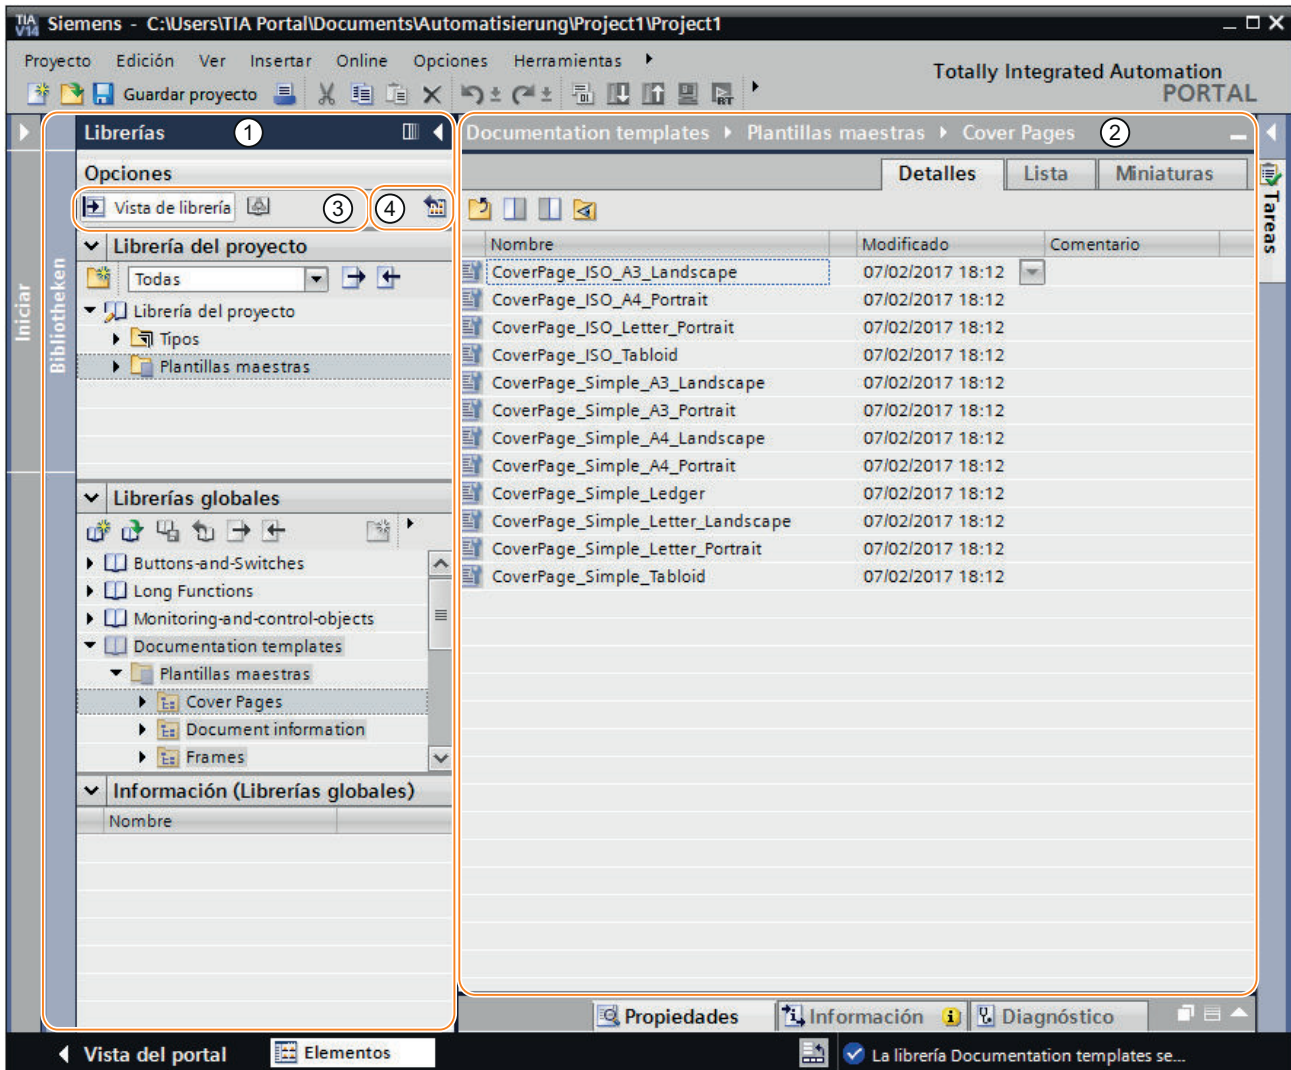 TIA V14 Siemens - C:\Users\TIA Portal\Documents\Automatisierung\Project1\Project1
Proyecto Edición Ver Insertar Online Opciones Herramientas
Guardar proyecto
Totally Integrated Automation
PORTAL
Iniciar
Bibliotheken
Librerías 1
Opciones
Vista de librería 3 4
Librería del proyecto
Todas
Librería del proyecto
Tipos
Plantillas maestras
Librerías globales
Buttons-and-Switches
Long Functions
Monitoring-and-control-objects
Documentation templates
Plantillas maestras
Cover Pages
Document information
Frames
Información (Librerías globales)
Nombre
Documentation templates Plantillas maestras Cover Pages 2
Detalles Lista Miniaturas
Nombre Modificado Comentario
CoverPage_ISO_A3_Landscape 07/02/2017 18:12
CoverPage_ISO_A4_Portrait 07/02/2017 18:12
CoverPage_ISO_Letter_Portrait 07/02/2017 18:12
CoverPage_ISO_Tabloid 07/02/2017 18:12
CoverPage_Simple_A3_Landscape 07/02/2017 18:12
CoverPage_Simple_A3_Portrait 07/02/2017 18:12
CoverPage_Simple_A4_Landscape 07/02/2017 18:12
CoverPage_Simple_A4_Portrait 07/02/2017 18:12
CoverPage_Simple_Ledger 07/02/2017 18:12
CoverPage_Simple_Letter_Landscape 07/02/2017 18:12
CoverPage_Simple_Letter_Portrait 07/02/2017 18:12
CoverPage_Simple_Tabloid 07/02/2017 18:12
Tareas
Propiedades Información Diagnóstico
Vista del portal Elementos La librería Documentation templates se...